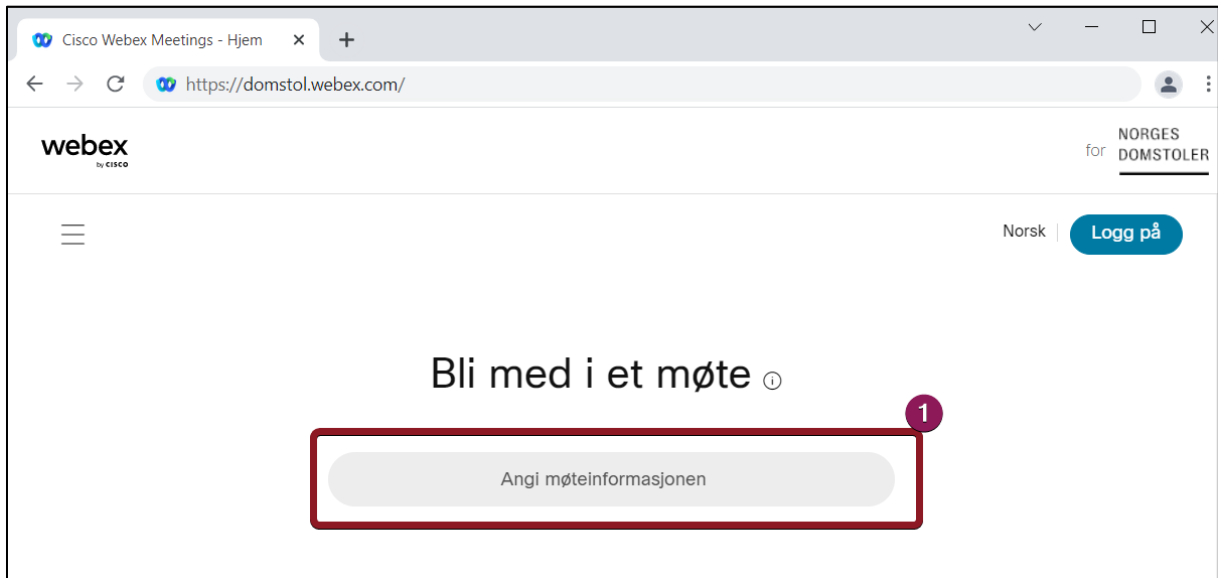 Cisco Webex Meetings - Hjem
https://domstol.webex.com/
webex
by CISCO
for NORGES
DOMSTOLER
Norsk
Logg på
Bli med i et møte
1
Angi møteinformasjonen